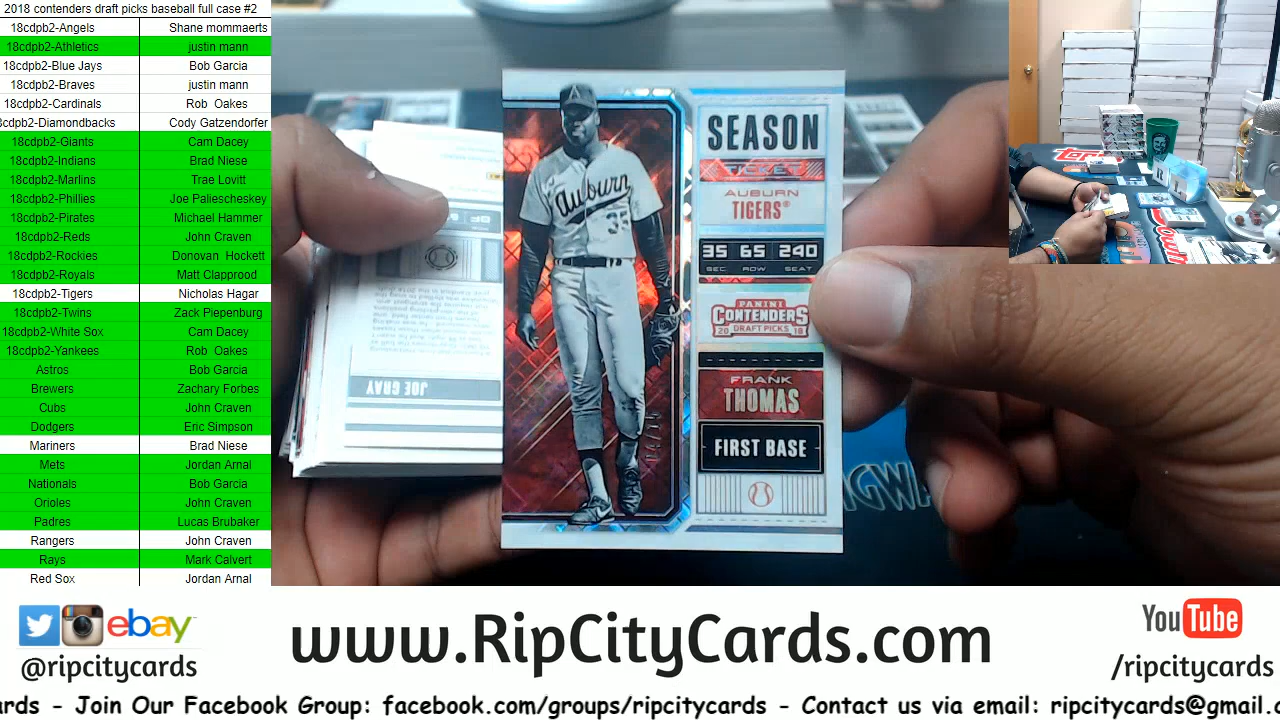 2018 contenders draft picks baseball full case #2
18cdpb2-Angels Shane mommaerts
18cdpb2-Athletics justin mann
18cdpb2-Blue Jays Bob Garcia
18cdpb2-Braves justin mann
18cdpb2-Cardinals Rob Oakes
8cdpb2-Diamondbacks Cody Gatzendorfer
18cdpb2-Giants Cam Dacey
18cdpb2-Indians Brad Niese
18cdpb2-Marlins Trae Lovitt
18cdpb2-Phillies Joe Paliescheskey
18cdpb2-Pirates Michael Hammer
18cdpb2-Reds John Craven
18cdpb2-Rockies Donovan Hockett
18cdpb2-Royals Matt Clapprood
18cdpb2-Tigers Nicholas Hagar
18cdpb2-Twins Zack Piepenburg
18cdpb2-White Sox Cam Dacey
18cdpb2-Yankees Rob Oakes
Astros Bob Garcia
Brewers Zachary Forbes
Cubs John Craven
Dodgers Eric Simpson
Mariners Brad Niese
Mets Jordan Arnal
Nationals Bob Garcia
Orioles John Craven
Padres Lucas Brubaker
Rangers John Craven
Rays Mark Calvert
Red Sox Jordan Arnal
JOE GRAY
A
Auburn
35
SEASON
TICKET
AUBURN
TIGERS®
35 65 240
SEC. ROW SEAT
PANINI
CONTENDERS
20 DRAFT PICKS 18
FRANK
THOMAS
FIRST BASE
Topps
ebay
@ripcitycards
www.RipCityCards.com
YouTube
/ripcitycards
rds - Join Our Facebook Group: facebook.com/groups/ripcitycards - Contact us via email: ripcitycards@gmail.c